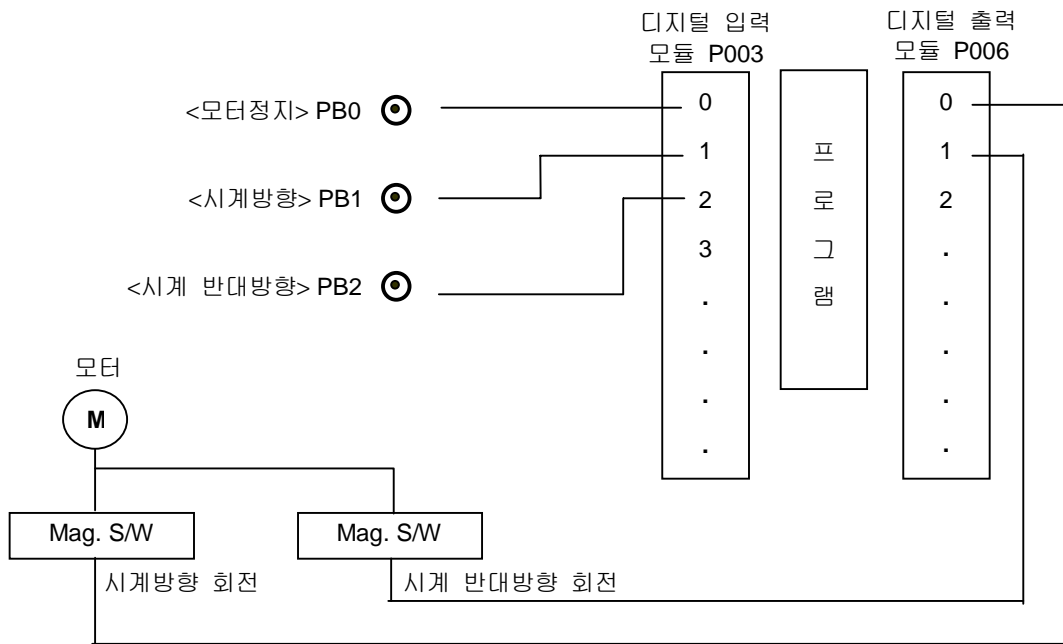 디지털 입력
모듈 P003
디지털 출력
모듈 P006
<모터정지> PB0
<시계방향> PB1
<시계 반대방향> PB2
0
1
2
3
.
.
.
.
프
로
그
램
0
1
2
.
.
.
.
.
모터
M
Mag. S/W
Mag. S/W
시계방향 회전
시계 반대방향 회전